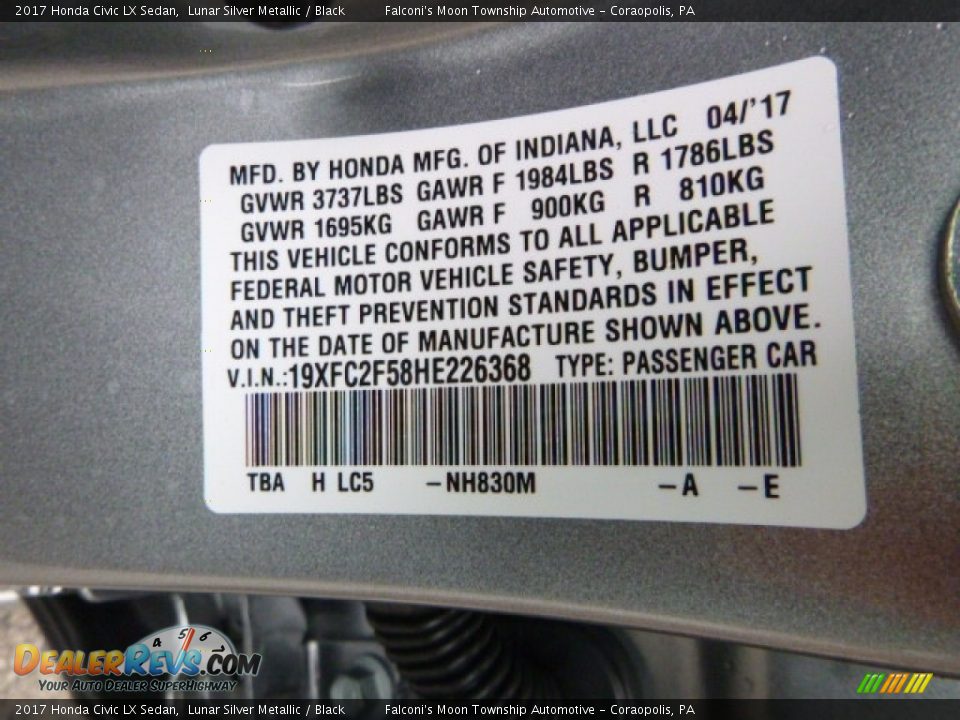 2017 Honda Civic LX Sedan, Lunar Silver Metallic / Black Falconi's Moon Township Automotive - Coraopolis, PA
MFD. BY HONDA MFG. OF INDIANA, LLC 04/'17
GVWR 3737LBS GAWR F 1984LBS R 1786LBS
GVWR 1695KG GAWR F 900KG R 810KG
THIS VEHICLE CONFORMS TO ALL APPLICABLE
FEDERAL MOTOR VEHICLE SAFETY, BUMPER,
AND THEFT PREVENTION STANDARDS IN EFFECT
ON THE DATE OF MANUFACTURE SHOWN ABOVE.
V.I.N.:19XFC2F58HE226368 TYPE: PASSENGER CAR
TBA H LC5 -NH830M -A -E
4 5 6
DEALERREVS.COM
YOUR AUTO DEALER SUPERHIGHWAY
2017 Honda Civic LX Sedan, Lunar Silver Metallic / Black Falconi's Moon Township Automotive - Coraopolis, PA